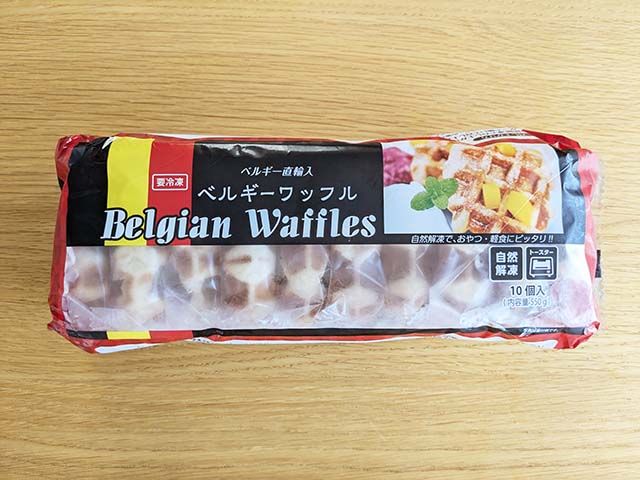 要冷凍
ベルギー直輸入
ベルギーワッフル
Belgian Waffles
自然解凍で、おやつ・軽食にピッタリ!!
自然
解凍
トースター
10個入
(内容量550g)